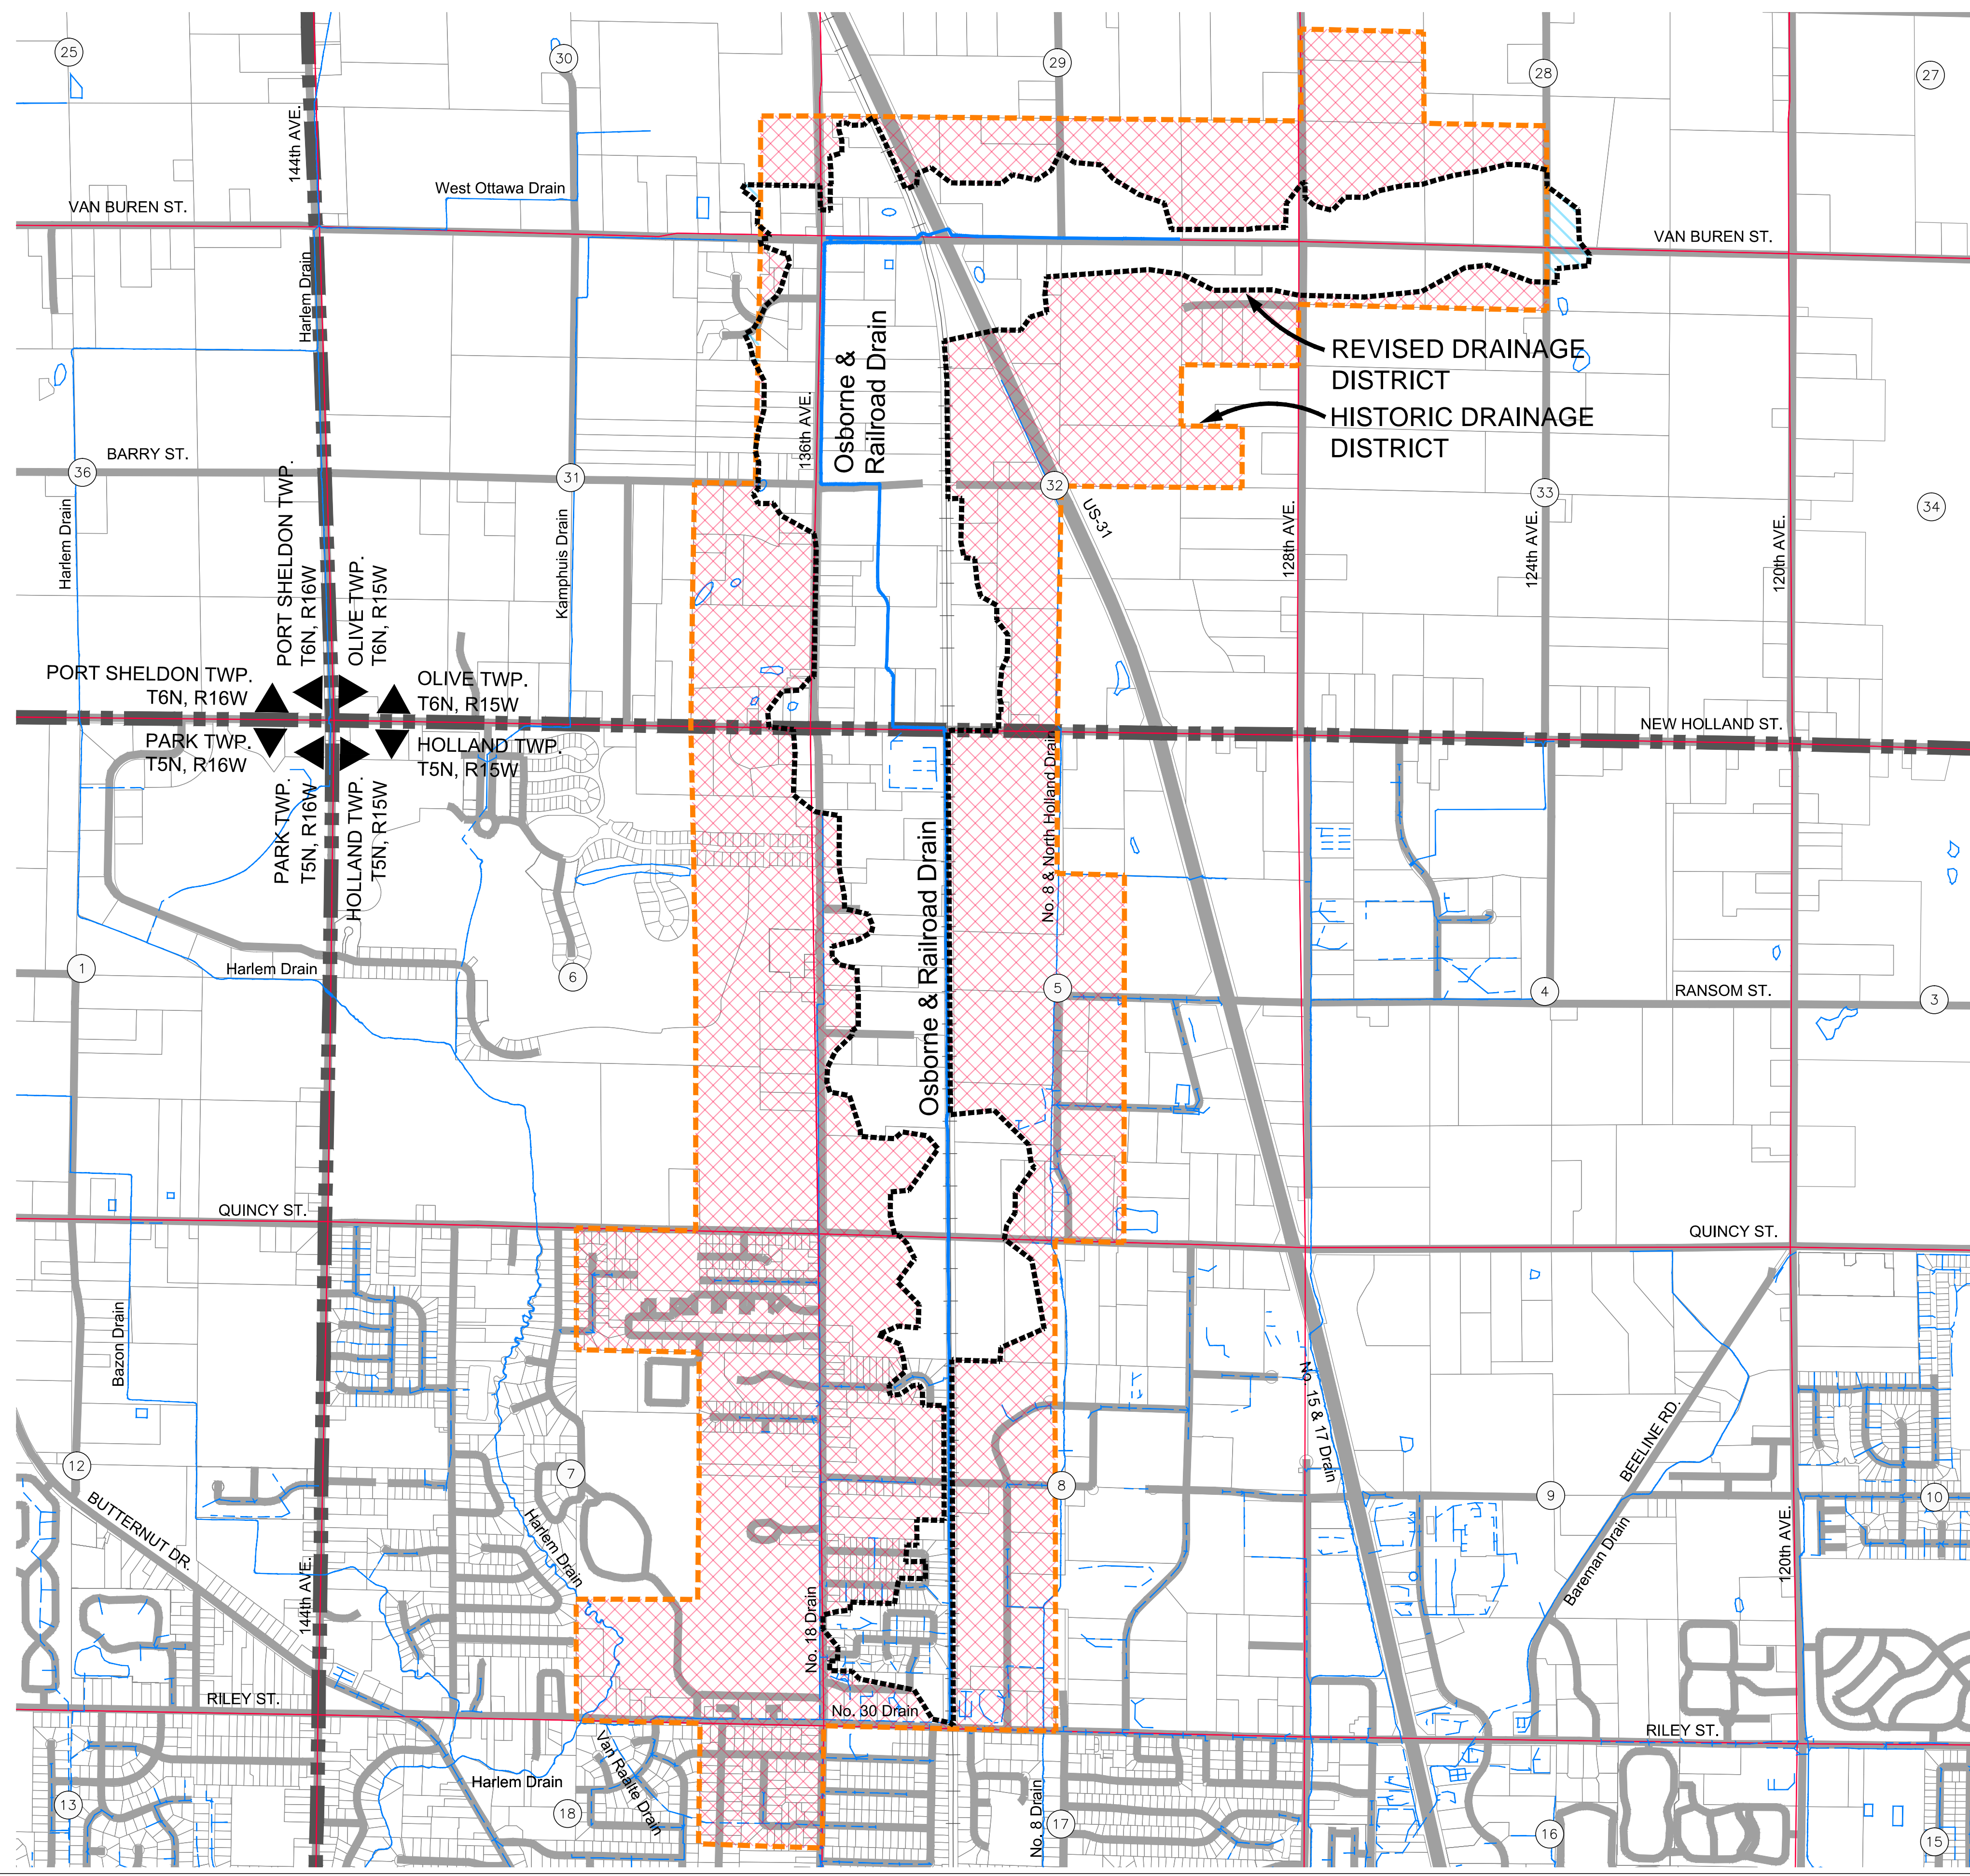 25
30
29
28
27
144th AVE.
West Ottawa Drain
VAN BUREN ST.
VAN BUREN ST.
Harlem Drain
Osborne &
Railroad Drain
REVISED DRAINAGE
DISTRICT
HISTORIC DRAINAGE
DISTRICT
136th AVE.
BARRY ST.
36
31
32
33
34
US-31
Harlem Drain
Kamphuis Drain
128th AVE.
124th AVE.
120th AVE.
PORT SHELDON TWP.
T6N, R16W
OLIVE TWP.
T6N, R15W
PORT SHELDON TWP.
T6N, R16W
OLIVE TWP.
T6N, R15W
NEW HOLLAND ST.
PARK TWP.
T5N, R16W
HOLLAND TWP.
T5N, R15W
PARK TWP.
T5N, R16W
HOLLAND TWP.
T5N, R15W
No. 8 & North Holland Drain
Osborne & Railroad Drain
Harlem Drain
1
6
5
4
3
RANSOM ST.
QUINCY ST.
QUINCY ST.
Bazon Drain
No. 15 & 17 Drain
BEELINE RD.
12
7
8
9
10
BUTTERNUT DR.
Harlem Drain
Bareman Drain
120th AVE.
144th AVE.
No. 18 Drain
RILEY ST.
No. 30 Drain
RILEY ST.
Van Raalte Drain
Harlem Drain
No. 8 Drain
13
18
17
16
15